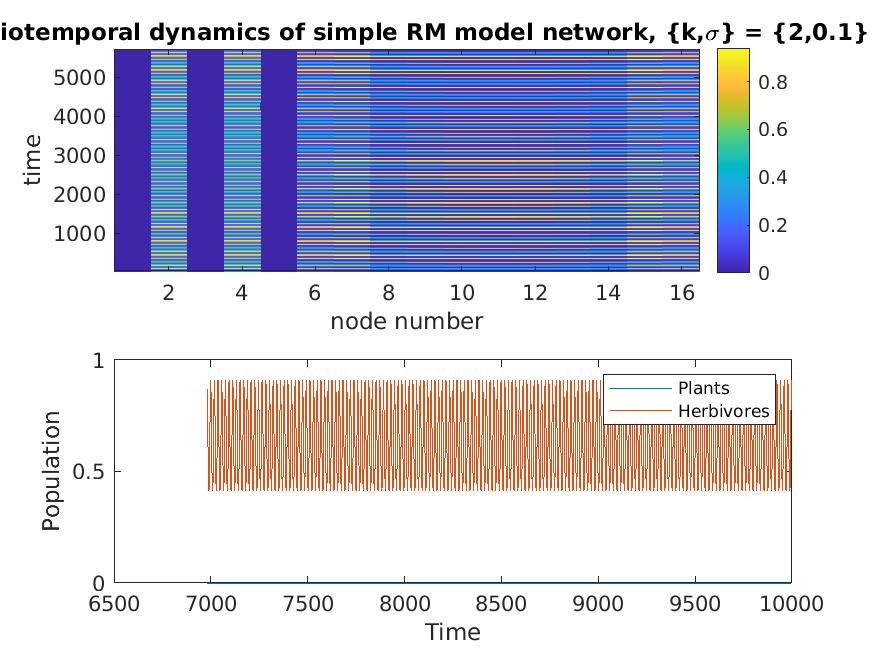 iotemporal dynamics of simple RM model network, {k,σ} = {2,0.1}
5000
4000
3000
2000
1000
time
2 4 6 8 10 12 14 16
node number
0.8
0.6
0.4
0.2
0
1
0.5
0
Population
Plants
Herbivores
6500 7000 7500 8000 8500 9000 9500 10000
Time